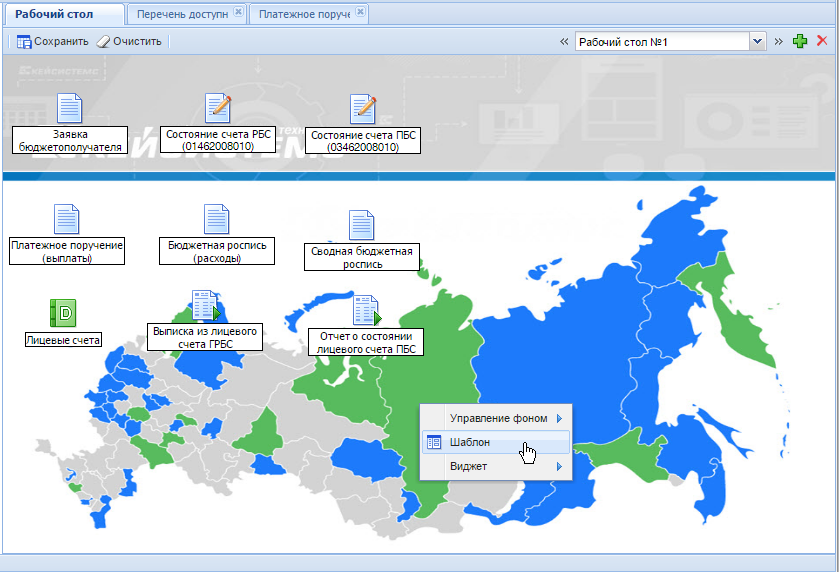 Рабочий стол
Перечень доступн
Платежное поруче
Сохранить
Очистить
«
Рабочий стол №1
»
КЕЙСИСТЕМС
Заявка
бюджетополучателя
Состояние счета РБС
(01462008010)
Состояние счета ПБС
(03462008010)
Платежное поручение
(выплаты)
Бюджетная роспись
(расходы)
Сводная бюджетная
роспись
D
Лицевые счета
Выписка из лицевого
счета ГРБС
Отчет о состоянии
лицевого счета ПБС
Управление фоном
Шаблон
Виджет